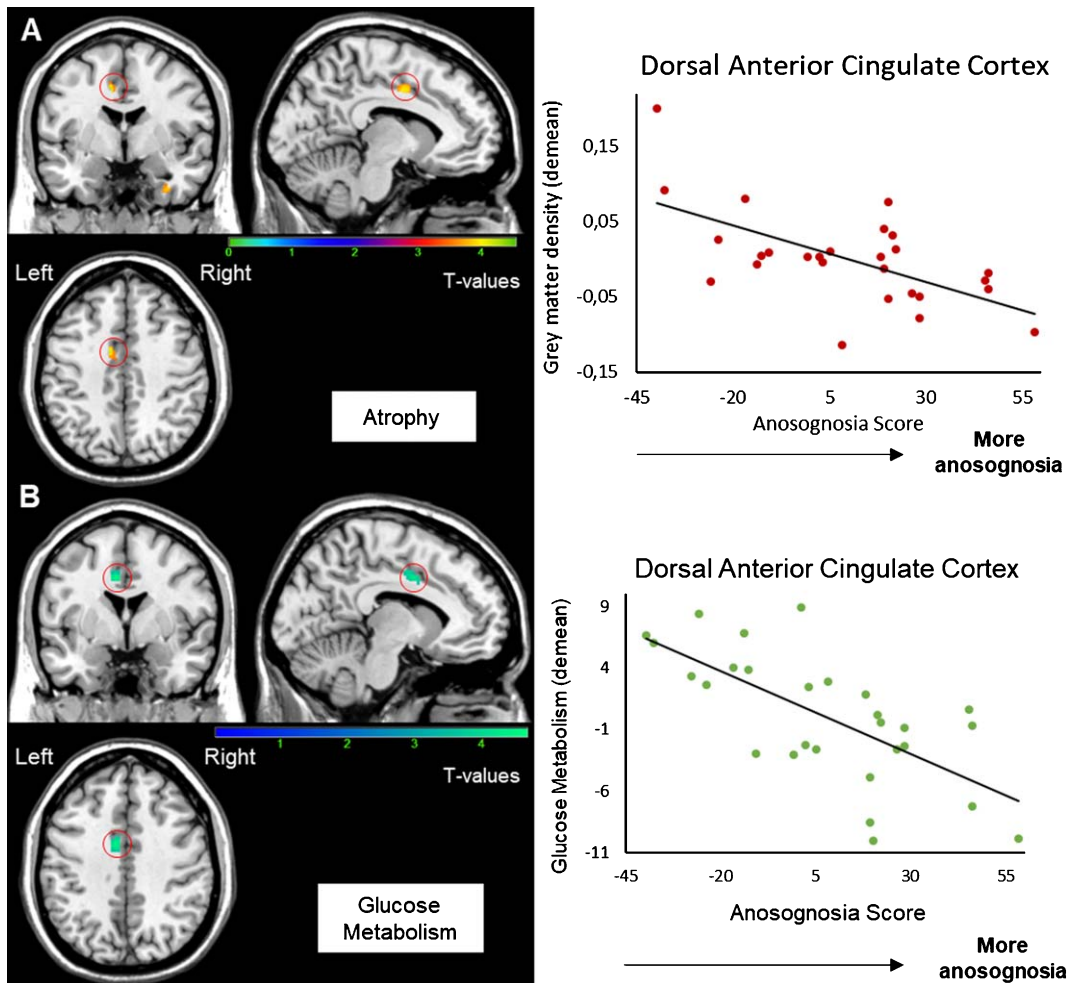 A
Left
Right
0 1 2 3 4
T-values
Atrophy
Dorsal Anterior Cingulate Cortex
Grey matter density (demean)
0,15
0,05
-0,05
-0,15
-45 -20 5 30 55
Anosognosia Score
More
anosognosia
B
Left
Right
1 2 3 4
T-values
Glucose
Metabolism
Dorsal Anterior Cingulate Cortex
Glucose Metabolism (demean)
9
4
-1
-6
-11
-45 -20 5 30 55
Anosognosia Score
More
anosognosia